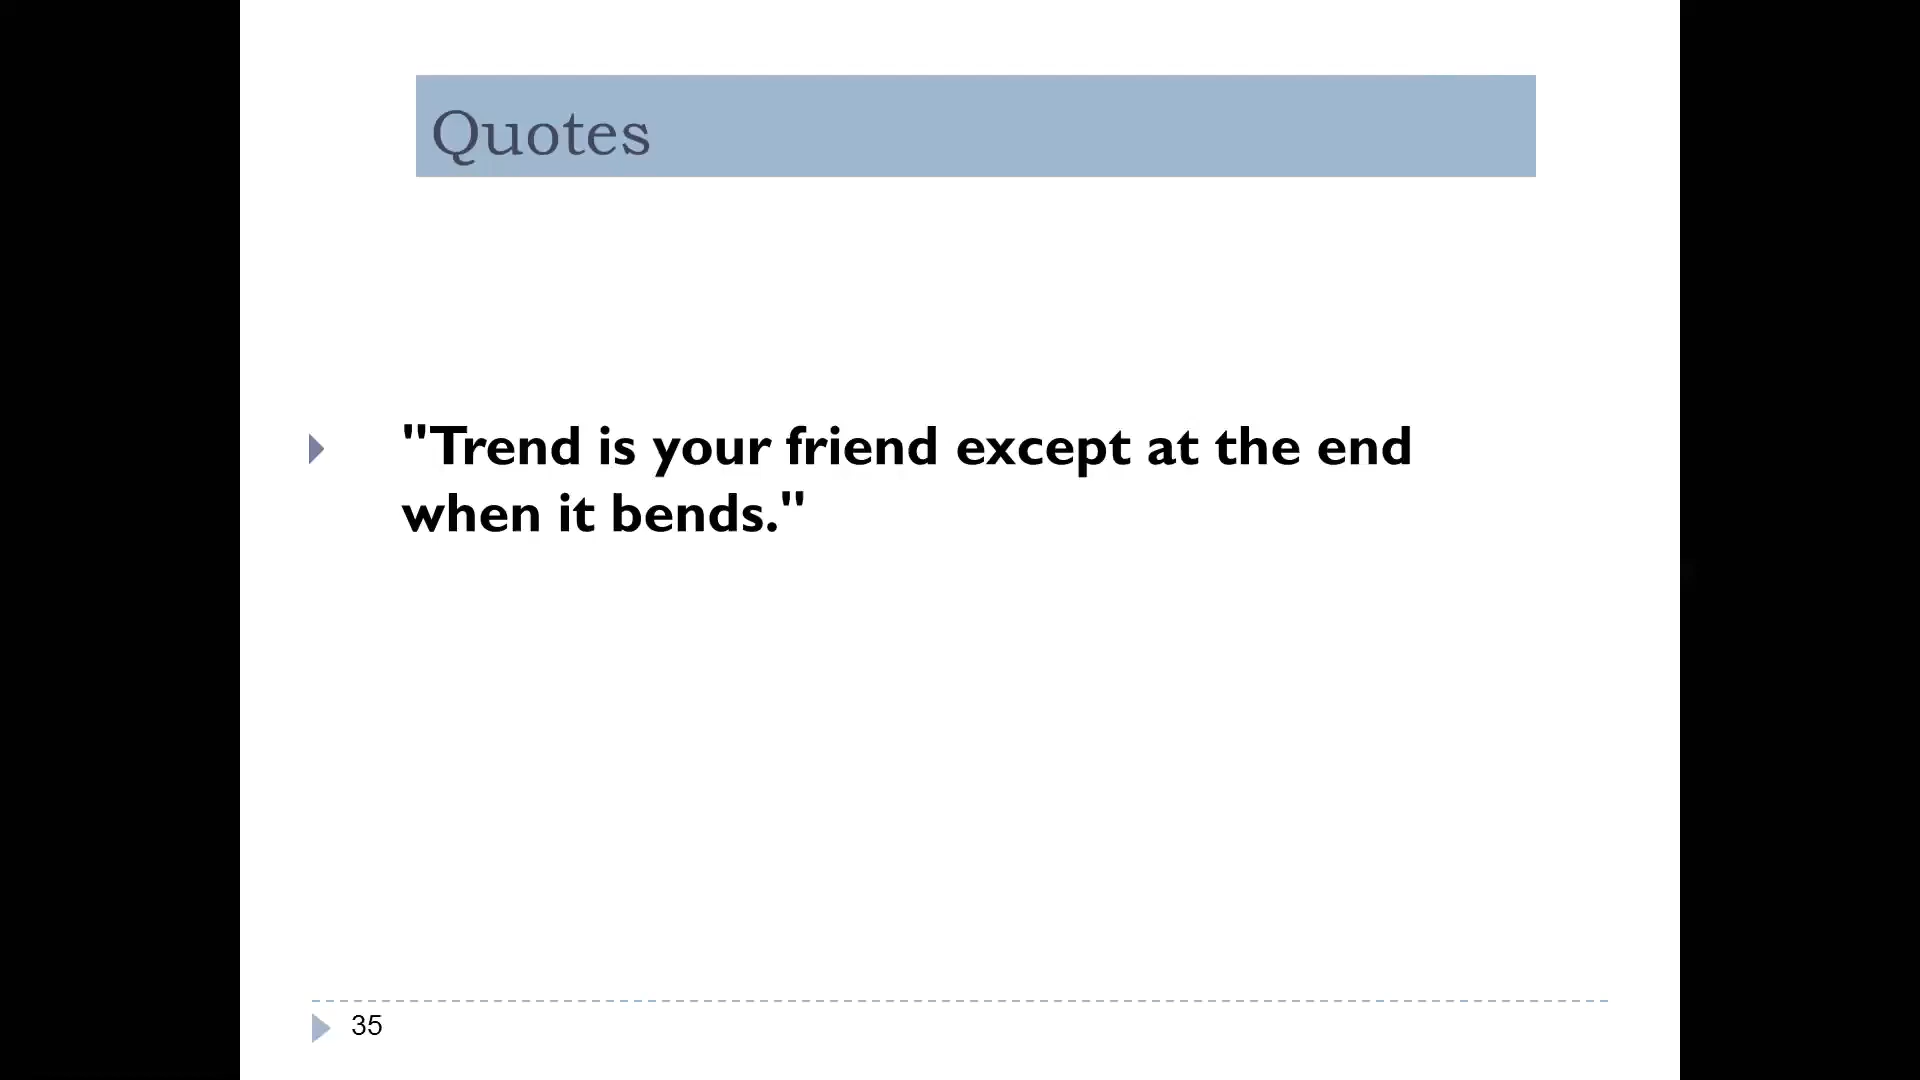 Quotes
"Trend is your friend except at the end
when it bends."
35